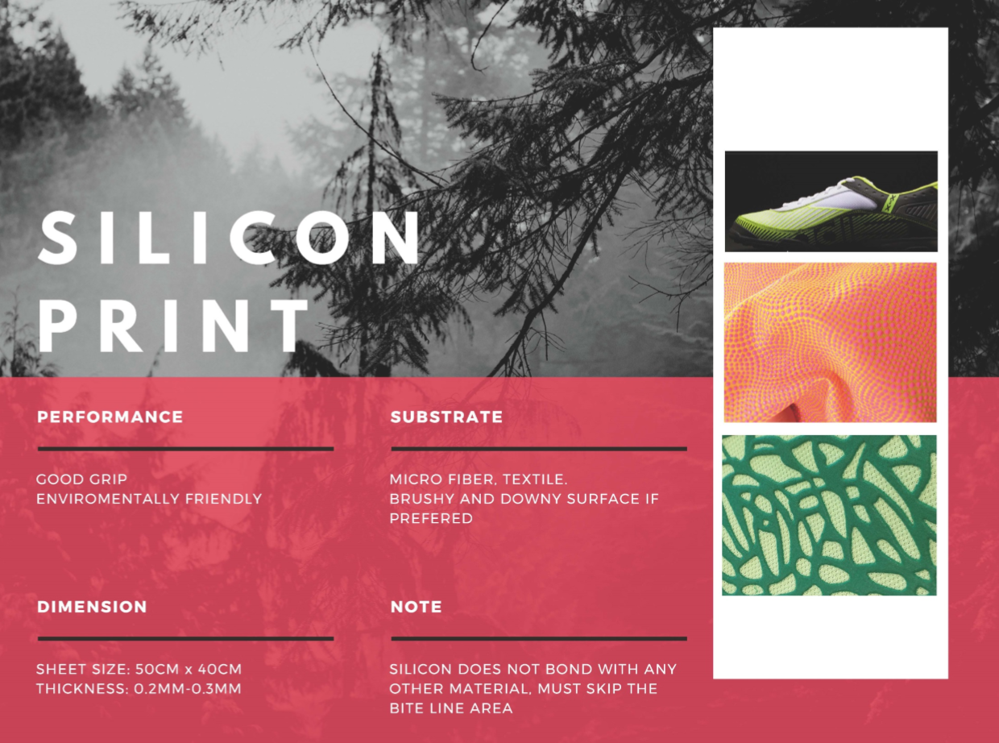 SILICON
PRINT
PERFORMANCE
GOOD GRIP
ENVIROMENTALLY FRIENDLY
SUBSTRATE
MICRO FIBER, TEXTILE.
BRUSHY AND DOWNY SURFACE IF
PREFERED
DIMENSION
SHEET SIZE: 50CM x 40CM
THICKNESS: 0.2MM-0.3MM
NOTE
SILICON DOES NOT BOND WITH ANY
OTHER MATERIAL, MUST SKIP THE
BITE LINE AREA